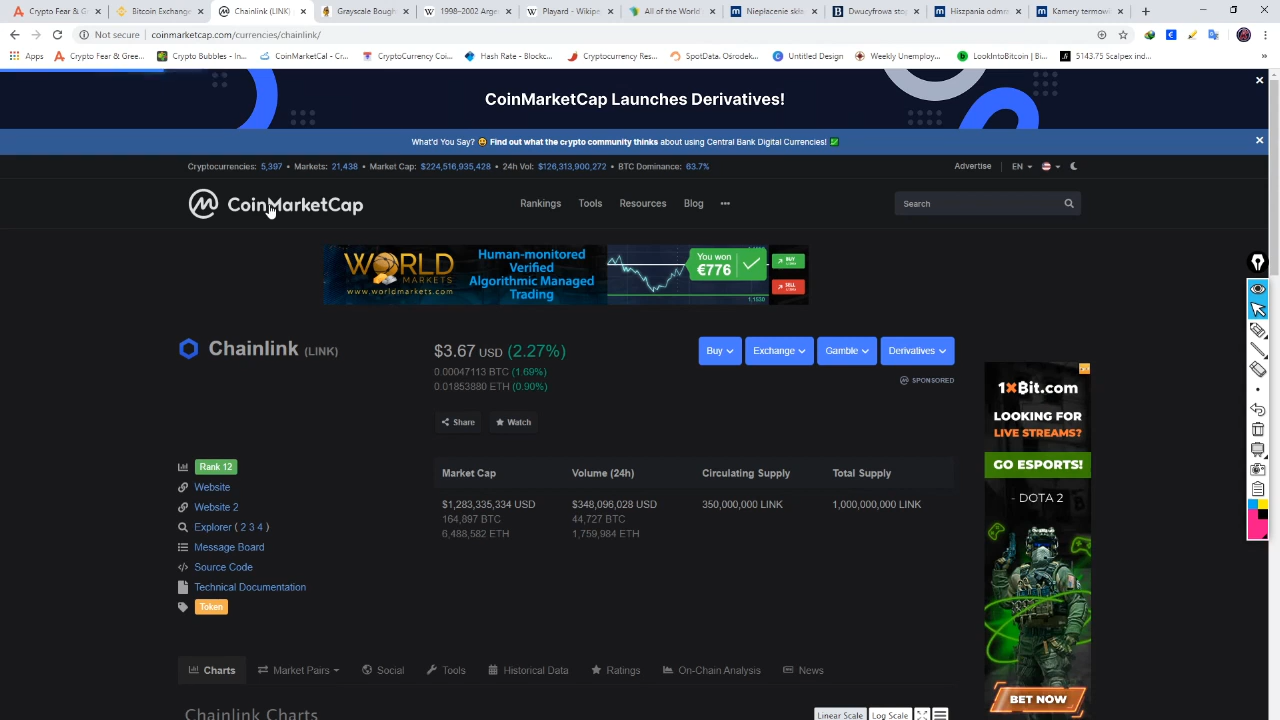 Crypto Fear & G
Bitcoin Exchan
Chainlink (LINK)
Grayscale Boug
1998–2002 Arge
Playard - Wikipe
All of the World
Niepłacenie skła
Dwucyfrowa stop
Hispania odmr
Kamery termow
Not secure
coinmarketcap.com/currencies/chainlink/
Apps
Crypto Fear & Gree...
Crypto Bubbles - In...
CoinMarketCal - Cr...
Cryptocurrency Coi...
Hash Rate - Blockc...
Cryptocurrency Res...
SpotData. Ośrodek...
Untitled Design
Weekly Unemploy...
LookIntoBitcoin | Bi...
5143.75 Scalpex ind...
CoinMarketCap Launches Derivatives!
What'd You Say? 😀 Find out what the crypto community thinks about using Central Bank Digital Currencies! 💹
Cryptocurrencies: 5,397 • Markets: 21,438 • Market Cap: $224,516,935,428 • 24h Vol: $126,313,900,272 • BTC Dominance: 63.7%
Advertise
EN
CoinMarketCap
Rankings
Tools
Resources
Blog
Search
WORLD
MARKETS
www.worldmarkets.com
Human-monitored
Verified
Algorithmic Managed
Trading
You won
€776
BUY
SELL
1.1530
Chainlink (LINK)
$3.67 USD (2.27%)
0.00047113 BTC (1.69%)
0.01853880 ETH (0.90%)
Buy
Exchange
Gamble
Derivatives
SPONSORED
Share
Watch
Rank 12
Website
Website 2
Explorer ( 2 3 4 )
Message Board
Source Code
Technical Documentation
Token
Market Cap
Volume (24h)
Circulating Supply
Total Supply
$1,283,335,334 USD
$348,096,028 USD
350,000,000 LINK
1,000,000,000 LINK
164,897 BTC
44,727 BTC
6,488,582 ETH
1,759,984 ETH
1XBit.com
LOOKING FOR
LIVE STREAMS?
GO ESPORTS!
- DOTA 2
BET NOW
Charts
Market Pairs
Social
Tools
Historical Data
Ratings
On-Chain Analysis
News
Chainlink Charts
Linear Scale
Log Scale